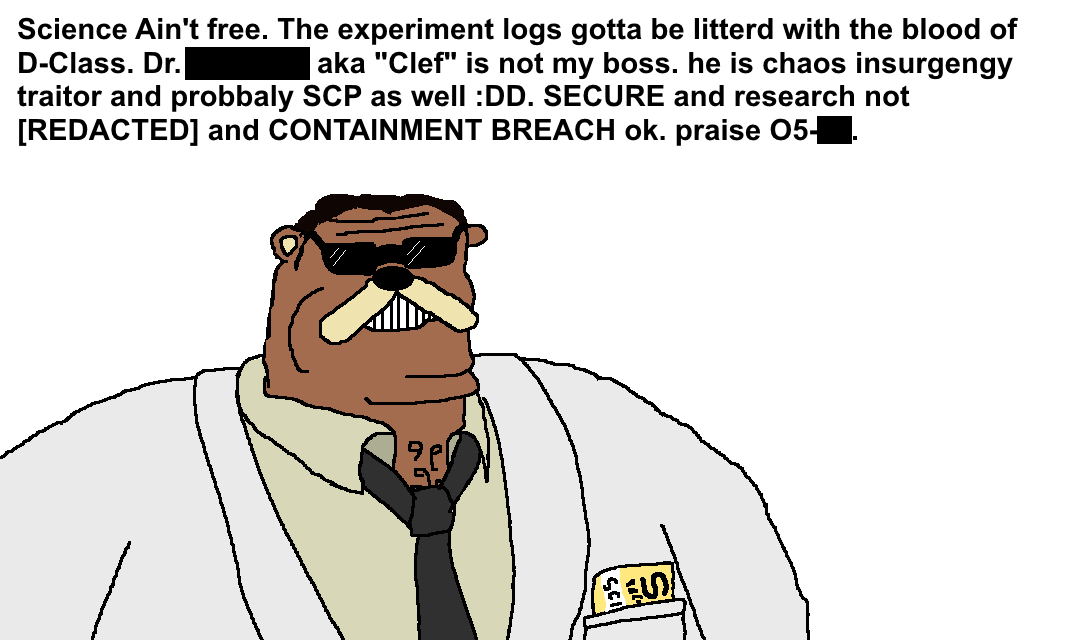 Science Ain't free. The experiment logs gotta be litterd with the blood of
D-Class. Dr. aka "Clef" is not my boss. he is chaos insurgengy
traitor and probbaly SCP as well :DD. SECURE and research not
[REDACTED] and CONTAINMENT BREACH ok. praise O5- .